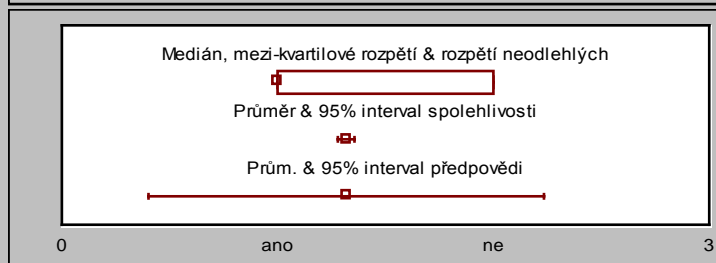 Medián, mezi-kvartilové rozpětí & rozpětí neodlehlých
Průměr & 95% interval spolehlivosti
Prům. & 95% interval předpovědi
0 ano ne 3